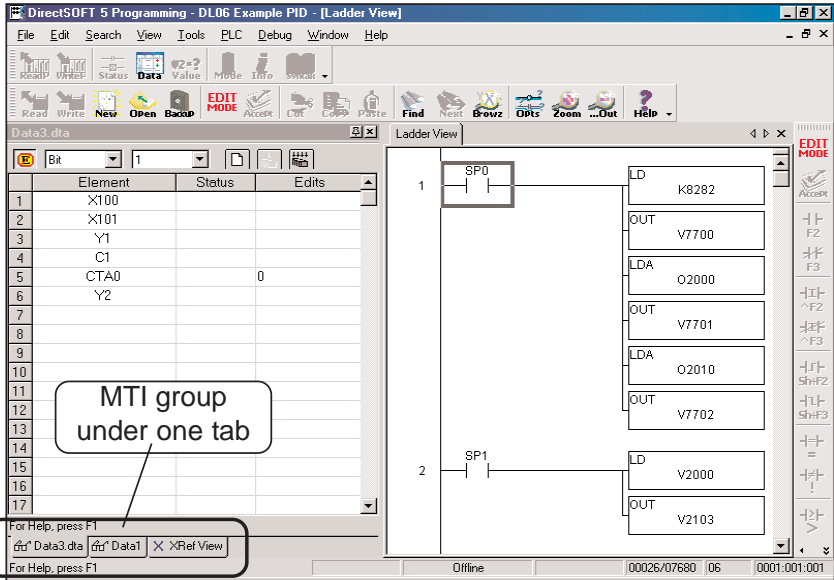 DirectSOFT 5 Programming - DL06 Example PID - [Ladder View]
File Edit Search View Tools PLC Debug Window Help
ReadP WriteP Status Data Value Mode Info
Read Write New Open Backup EDIT MODE Accept Cut Copy Paste Find Next Browz Opts Zoom ...Out Help
Data3.dta
Bit 1
Element Status Edits
1 X100
2 X101
3 Y1
4 C1
5 CTA0 0
6 Y2
7
8
9
10
11
12
13
14
15
16
17
MTI group
under one tab
For Help, press F1
Data3.dta Data1 X XRef View
For Help, press F1
Ladder View
1 SP0 LD
K8282
OUT
V7700
LDA
O2000
OUT
V7701
LDA
O2010
OUT
V7702
2 SP1 LD
V2000
OUT
V2103
EDIT
MODE
Accept
F2
F3
^F2
^F3
Sh+F2
Sh+F3
=
!
>
Offline 00026/07680 06 0001:001:001